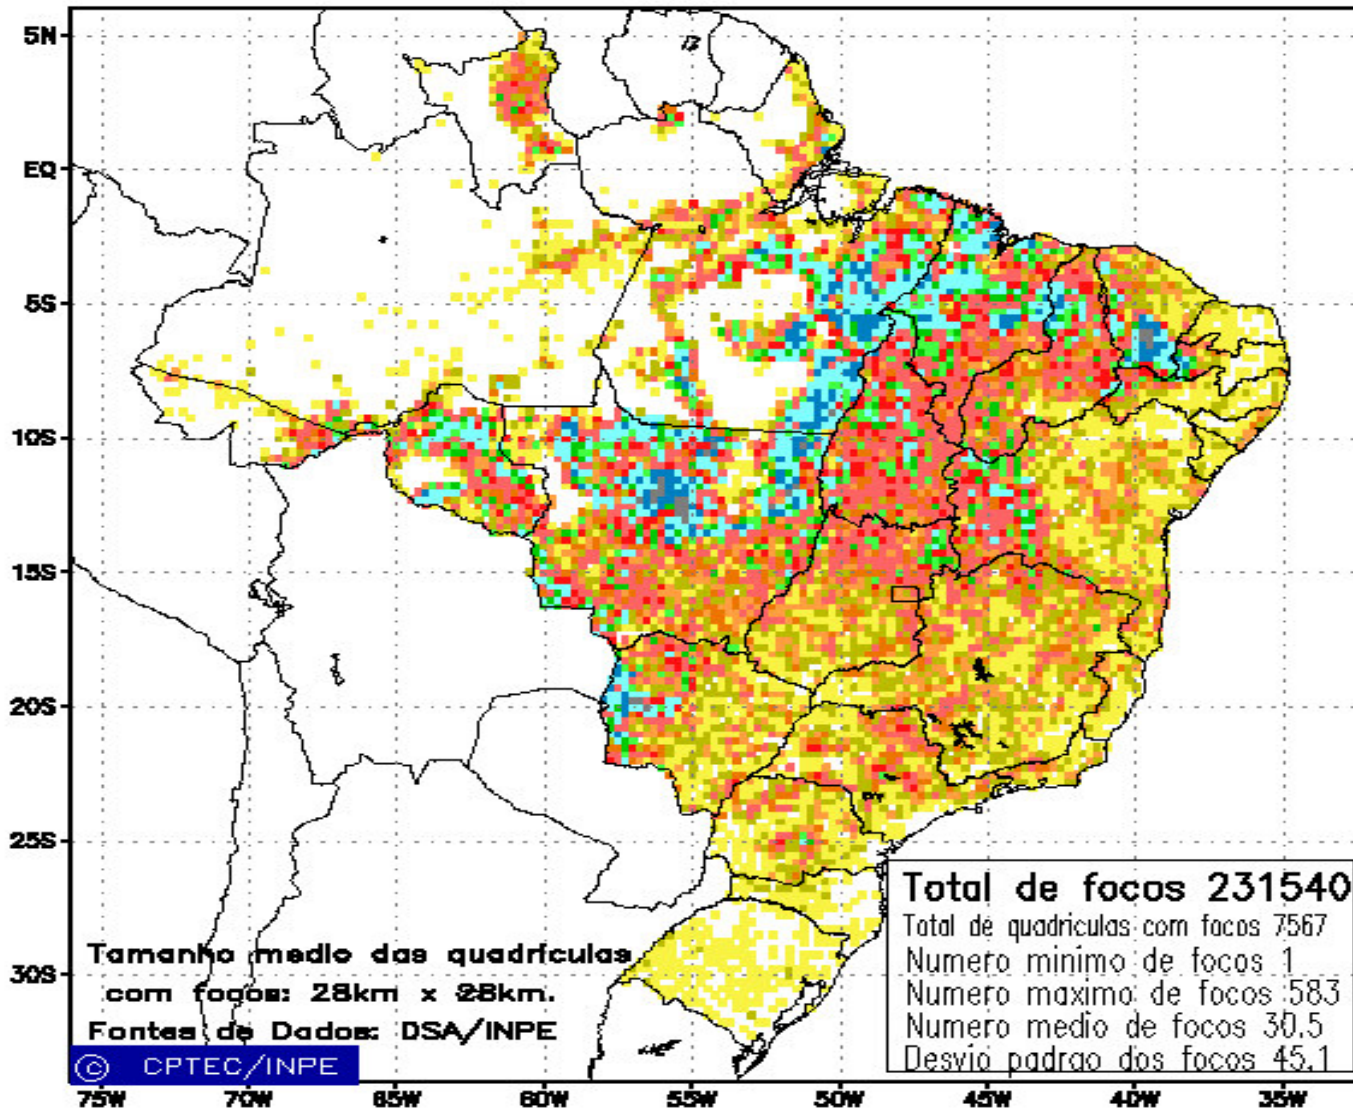 5N
EQ
5S
10S
15S
20S
25S
30S
Total de focos 231540
Total de quadriculas com focos 7567
Numero minimo de focos 1
Numero maximo de focos 583
Numero medio de focos 30.5
Desvio padrao dos focos 45.1
Tamanho medio das quadrículas
com focos: 28km x 28km.
Fontes de Dados: DSA/INPE
© CPTEC/INPE
75W 70W 65W 60W 55W 50W 45W 40W 35W